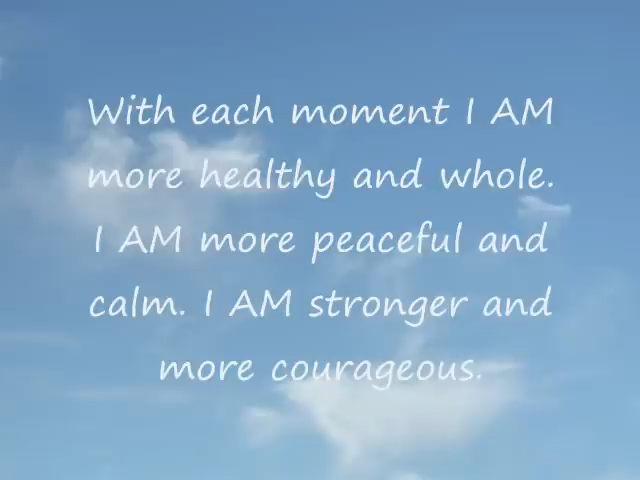 With each moment I AM
more healthy and whole.
I AM more peaceful and
calm. I AM stronger and
more courageous.